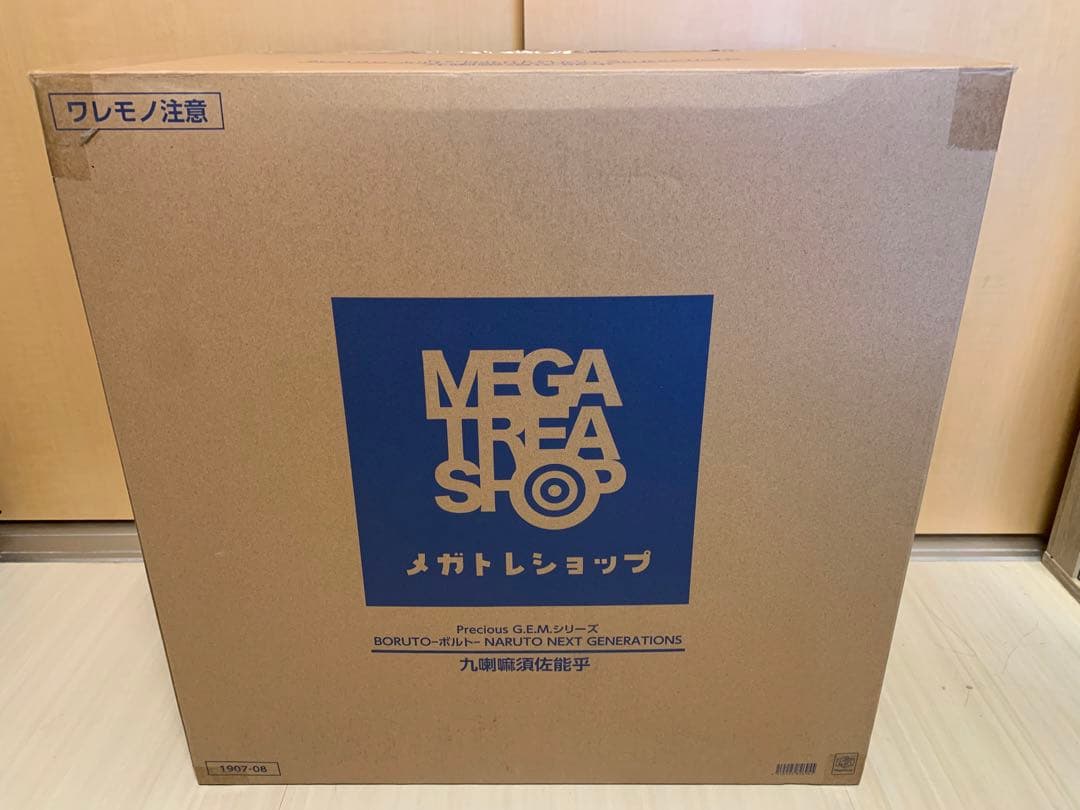 ワレモノ注意
MEGA
TREA
SHOP
メガトレショップ
Precious G.E.M.シリーズ
BORUTO-ボルト- NARUTO NEXT GENERATIONS
九喇嘛須佐能乎
1907-08